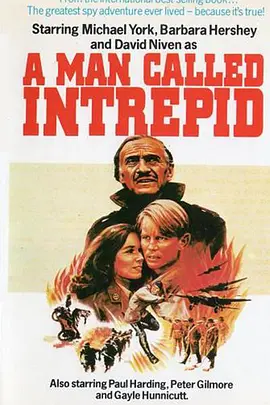 From the international best-selling book...
The greatest spy adventure ever lived – because it's true!
Starring Michael York, Barbara Hershey
and David Niven as
A MAN CALLED
INTREPID
Also starring Paul Harding, Peter Gilmore
and Gayle Hunnicutt.